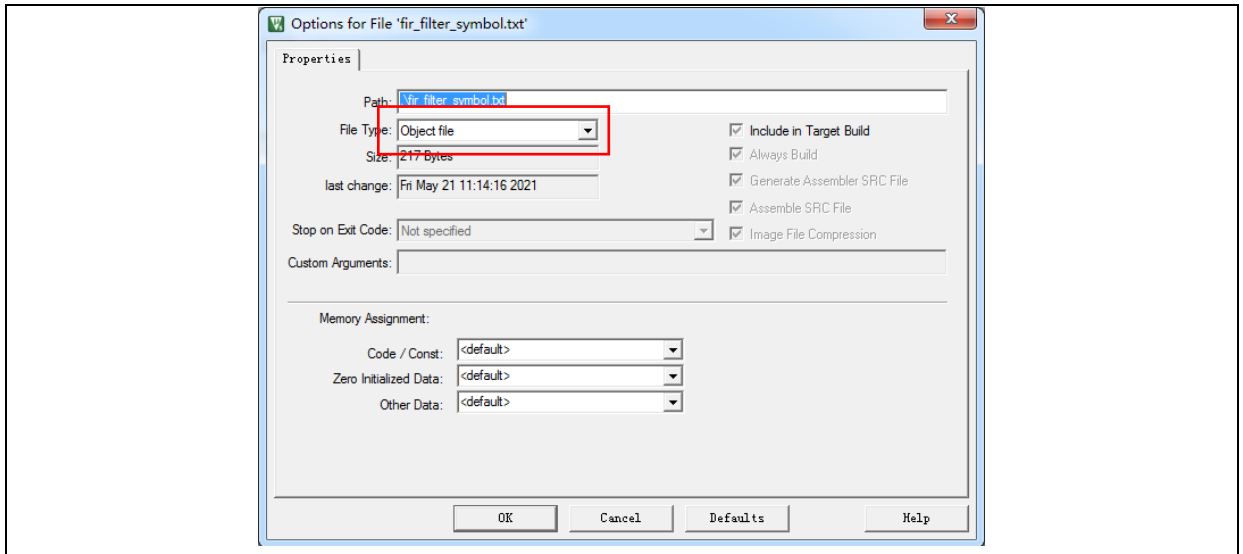 Options for File 'fir_filter_symbol.txt'
Properties
Path: .\fir_filter_symbol.txt
File Type: Object file
Include in Target Build
Size: 217 Bytes
Always Build
last change: Fri May 21 11:14:16 2021
Generate Assembler SRC File
Assemble SRC File
Stop on Exit Code: Not specified
Image File Compression
Custom Arguments:
Memory Assignment:
Code / Const: <default>
Zero Initialized Data: <default>
Other Data: <default>
OK Cancel Defaults Help